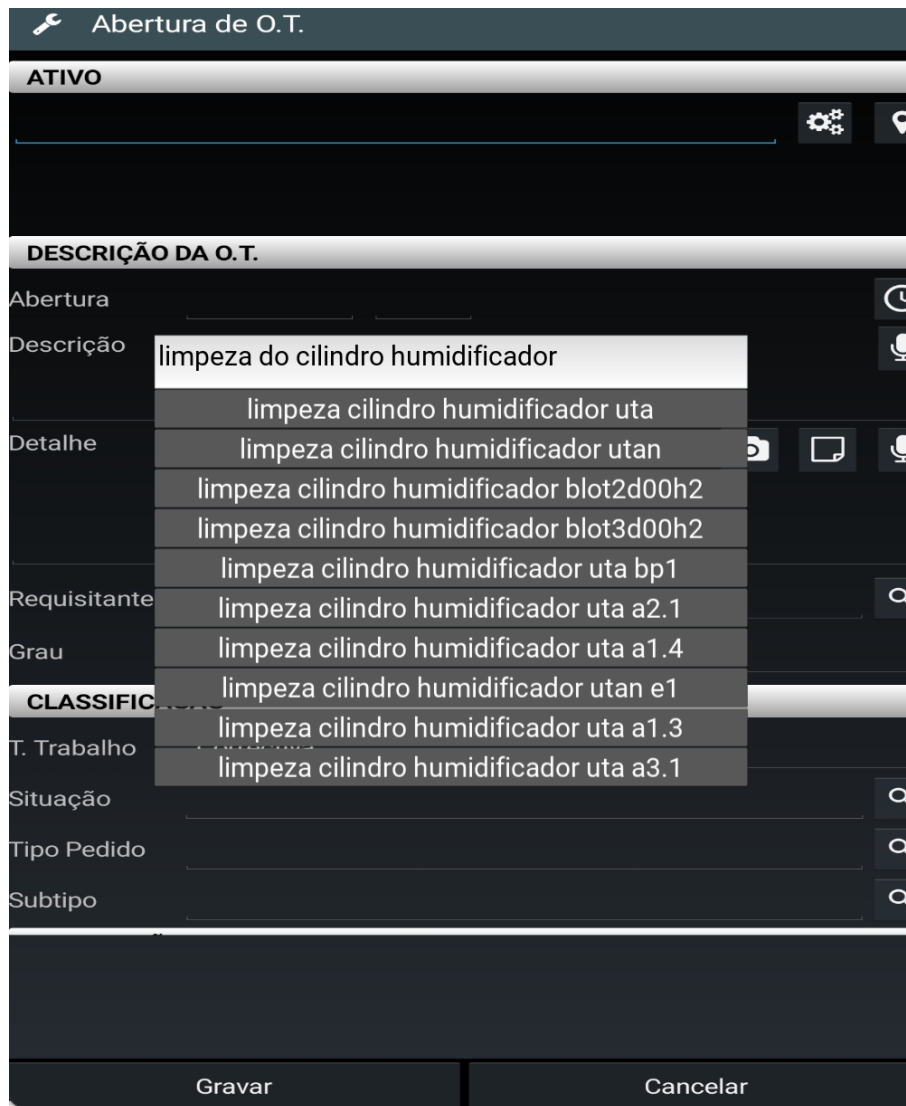 Abertura de O.T.
ATIVO
DESCRIÇÃO DA O.T.
Abertura
Descrição
limpeza do cilindro humidificador
limpeza cilindro humidificador uta
Detalhe
limpeza cilindro humidificador utan
limpeza cilindro humidificador blot2d00h2
limpeza cilindro humidificador blot3d00h2
limpeza cilindro humidificador uta bp1
Requisitante
limpeza cilindro humidificador uta a2.1
Grau
limpeza cilindro humidificador uta a1.4
limpeza cilindro humidificador utan e1
CLASSIFIC
limpeza cilindro humidificador uta a1.3
T. Trabalho
limpeza cilindro humidificador uta a3.1
Situação
Tipo Pedido
Subtipo
Gravar Cancelar